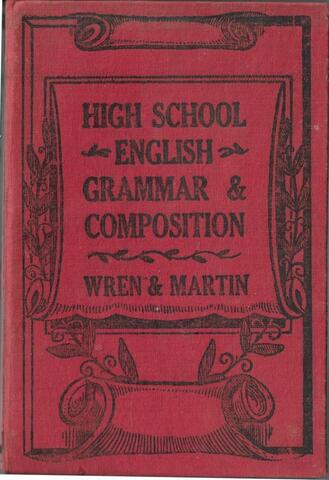 HIGH SCHOOL
ENGLISH
GRAMMAR &
COMPOSITION
WREN & MARTIN